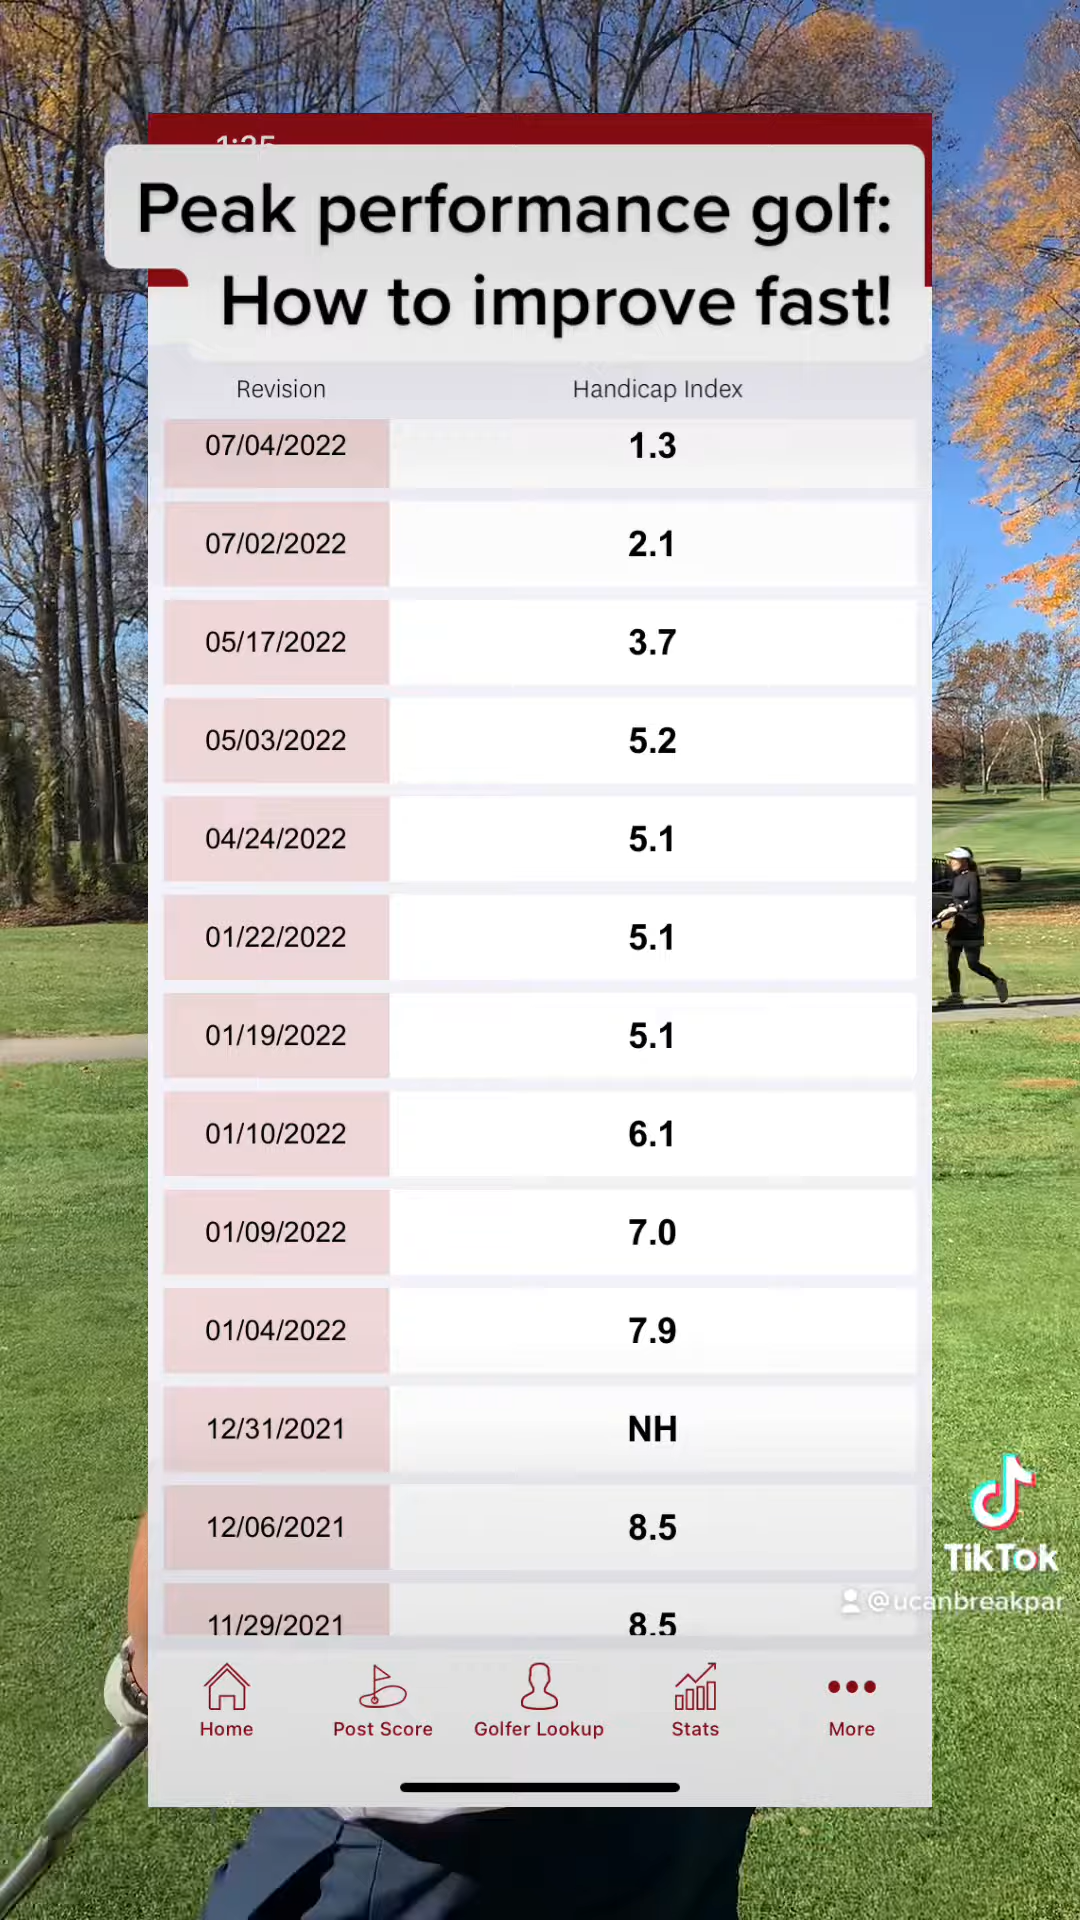 1:35
Peak performance golf:
How to improve fast!
Revision Handicap Index
07/04/2022 1.3
07/02/2022 2.1
05/17/2022 3.7
05/03/2022 5.2
04/24/2022 5.1
01/22/2022 5.1
01/19/2022 5.1
01/10/2022 6.1
01/09/2022 7.0
01/04/2022 7.9
12/31/2021 NH
12/06/2021 8.5
11/29/2021 8.5
TikTok
@ucanbreakpar
Home Post Score Golfer Lookup Stats More